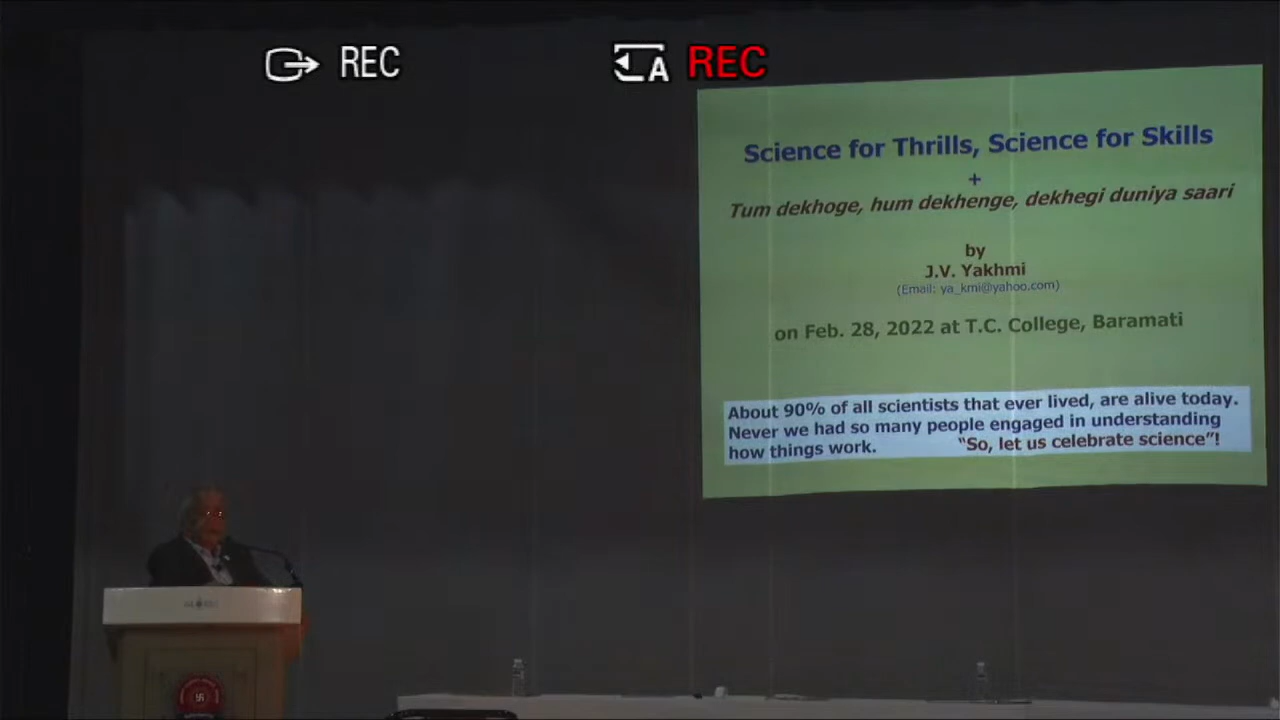 REC
A REC
Science for Thrills, Science for Skills
+
Tum dekhoge, hum dekhenge, dekhegi duniya saari
by
J.V. Yakhmi
(Email: ya_kmi@yahoo.com)
on Feb. 28, 2022 at T.C. College, Baramati
About 90% of all scientists that ever lived, are alive today.
Never we had so many people engaged in understanding
how things work. "So, let us celebrate science"!